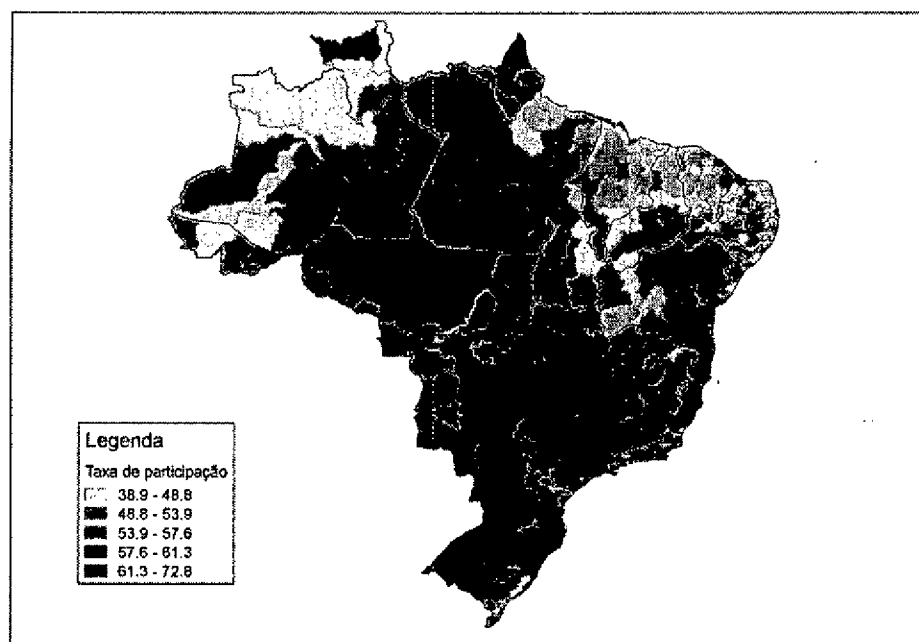 Legenda
Taxa de participação
38.9 - 48.8
48.8 - 53.9
53.9 - 57.6
57.6 - 61.3
61.3 - 72.8